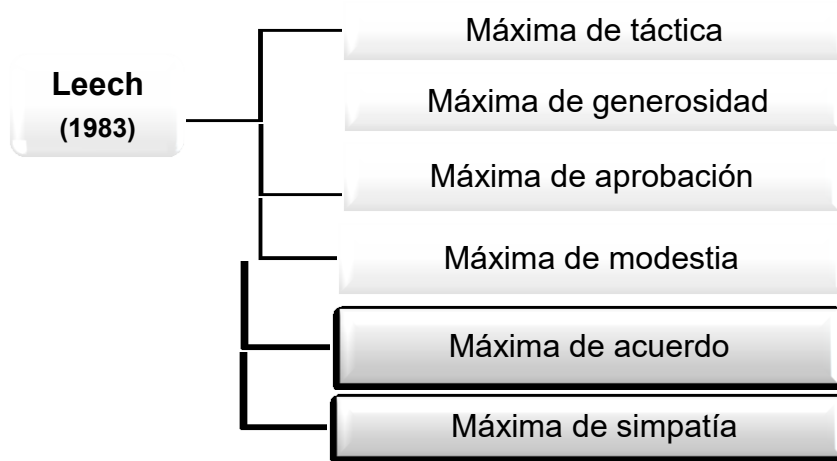 Leech
(1983)
Máxima de táctica
Máxima de generosidad
Máxima de aprobación
Máxima de modestia
Máxima de acuerdo
Máxima de simpatía